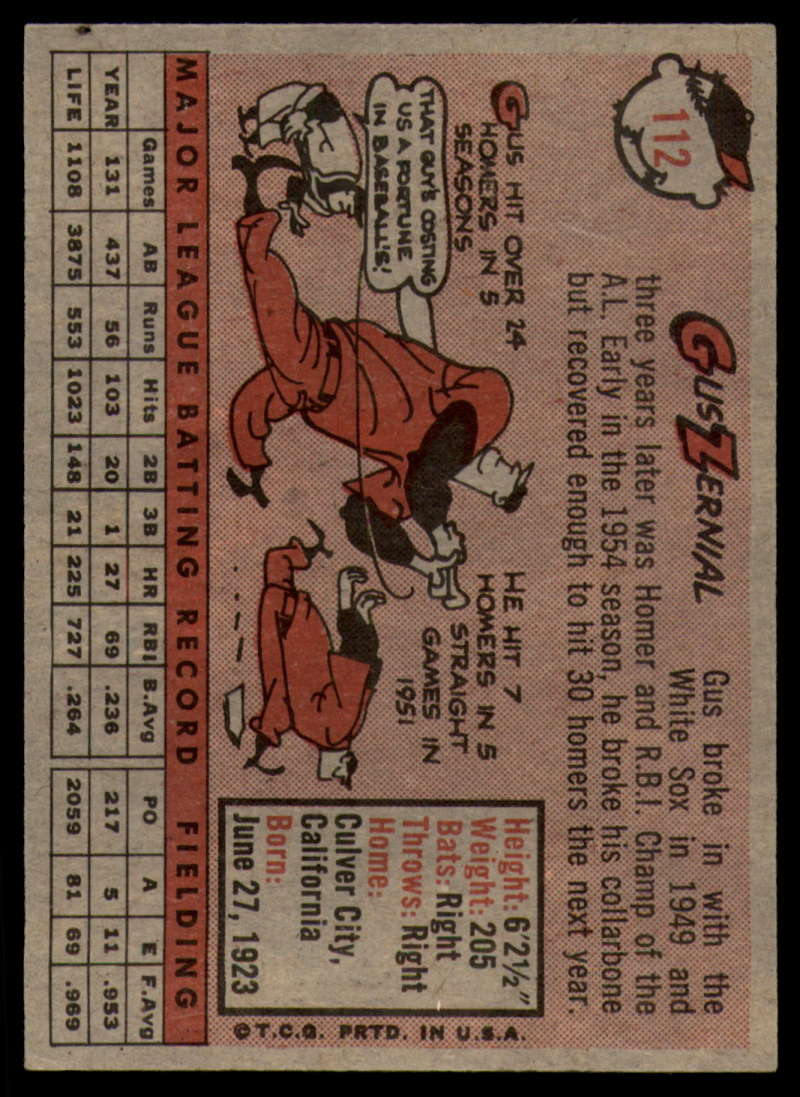 112
GUS ZERNIAL
Gus broke in with the
White Sox in 1949 and
three years later was Homer and R.B.I. Champ of the
A.L. Early in the 1954 season, he broke his collarbone
but recovered enough to hit 30 homers the next year.
GUS HIT OVER 24
HOMERS IN 5
SEASONS
THAT GUY'S COSTING
US A FORTUNE
IN BASEBALLS!
HE HIT 7
HOMERS IN 5
STRAIGHT
GAMES IN
1951
Height: 6'2½"
Weight: 205
Bats: Right
Throws: Right
Home:
Culver City,
California
Born:
June 27, 1923
©T.C.G. PRTD. IN U.S.A.
MAJOR LEAGUE BATTING RECORD FIELDING
Games AB Runs Hits 2B 3B HR RBI B.Avg PO A E F.Avg
YEAR 131 437 56 103 20 1 27 69 .236 217 5 11 .953
LIFE 1108 3875 553 1023 148 21 225 727 .264 2059 81 69 .969